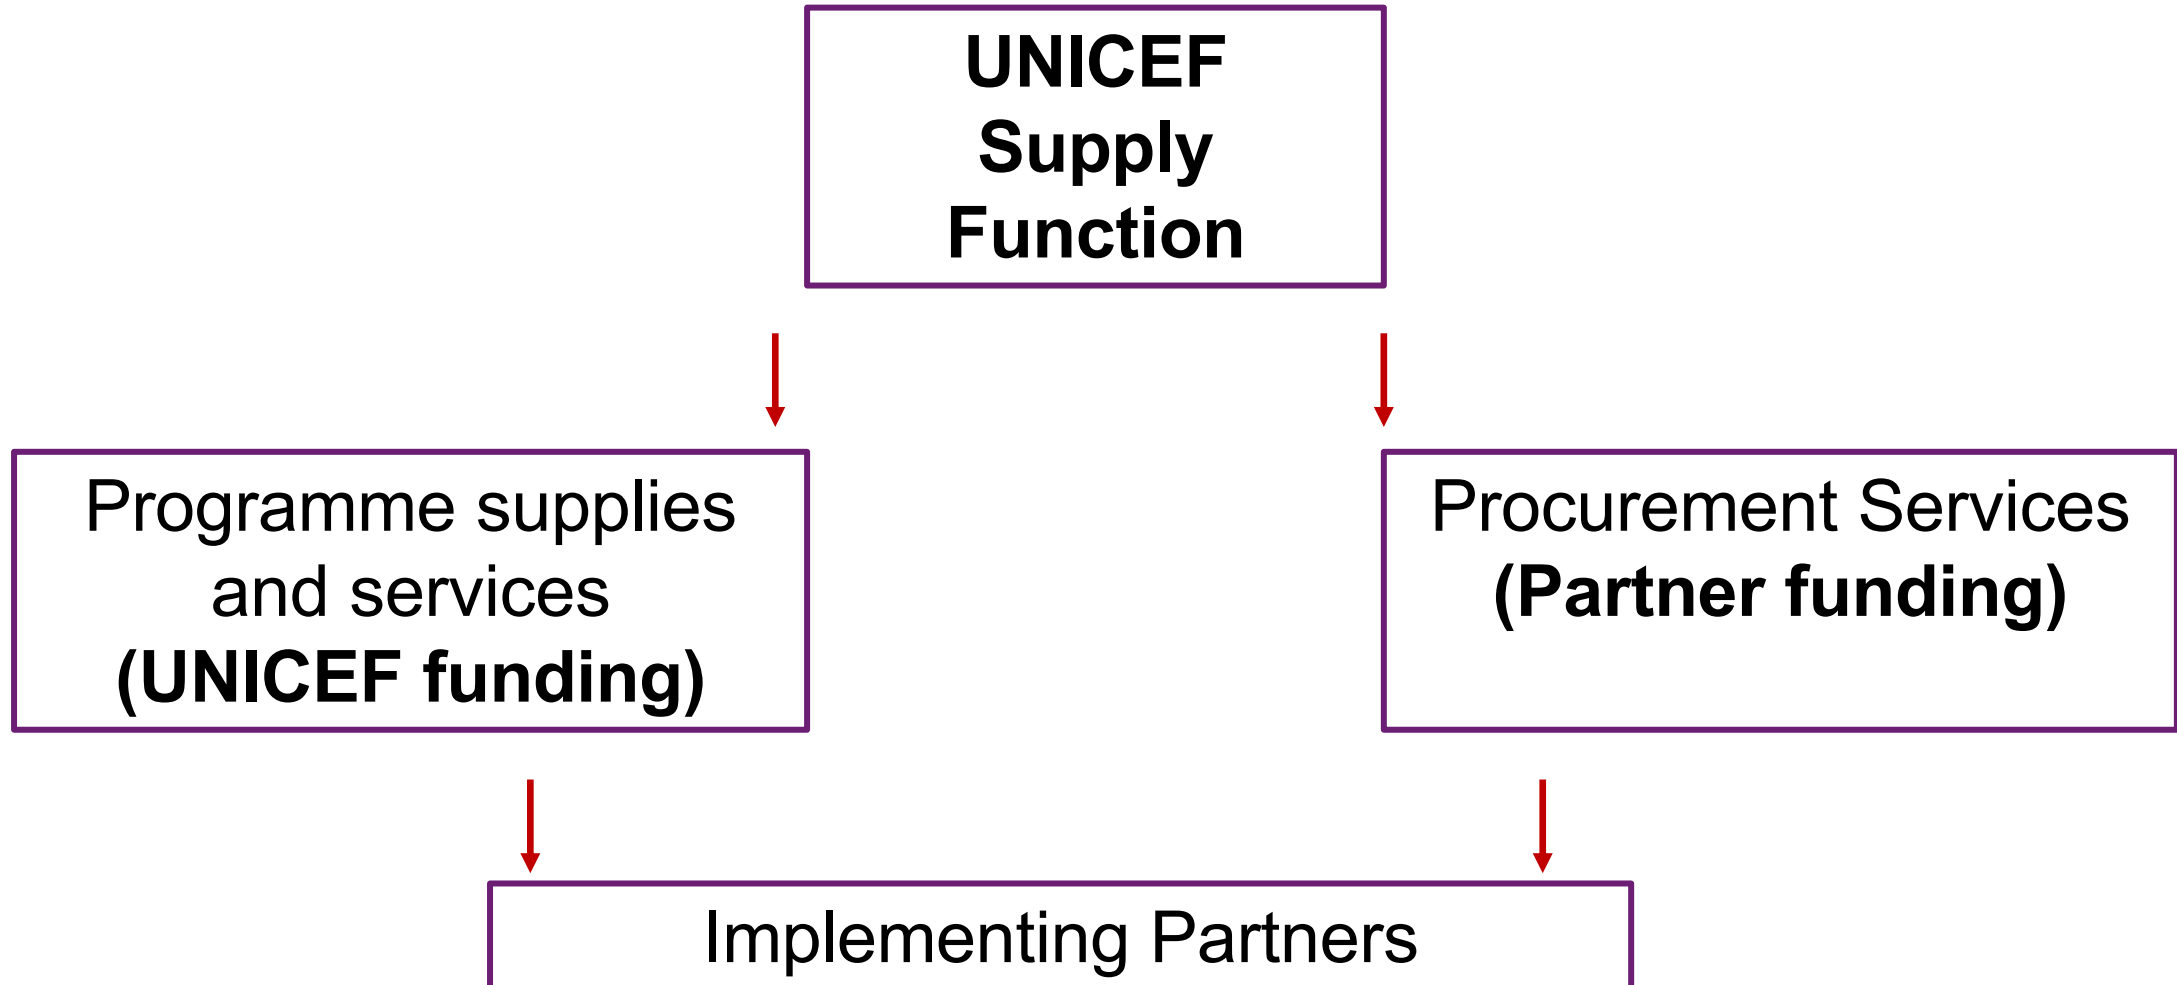 UNICEF
Supply
Function
Programme supplies
and services
(UNICEF funding)
Procurement Services
(Partner funding)
Implementing Partners